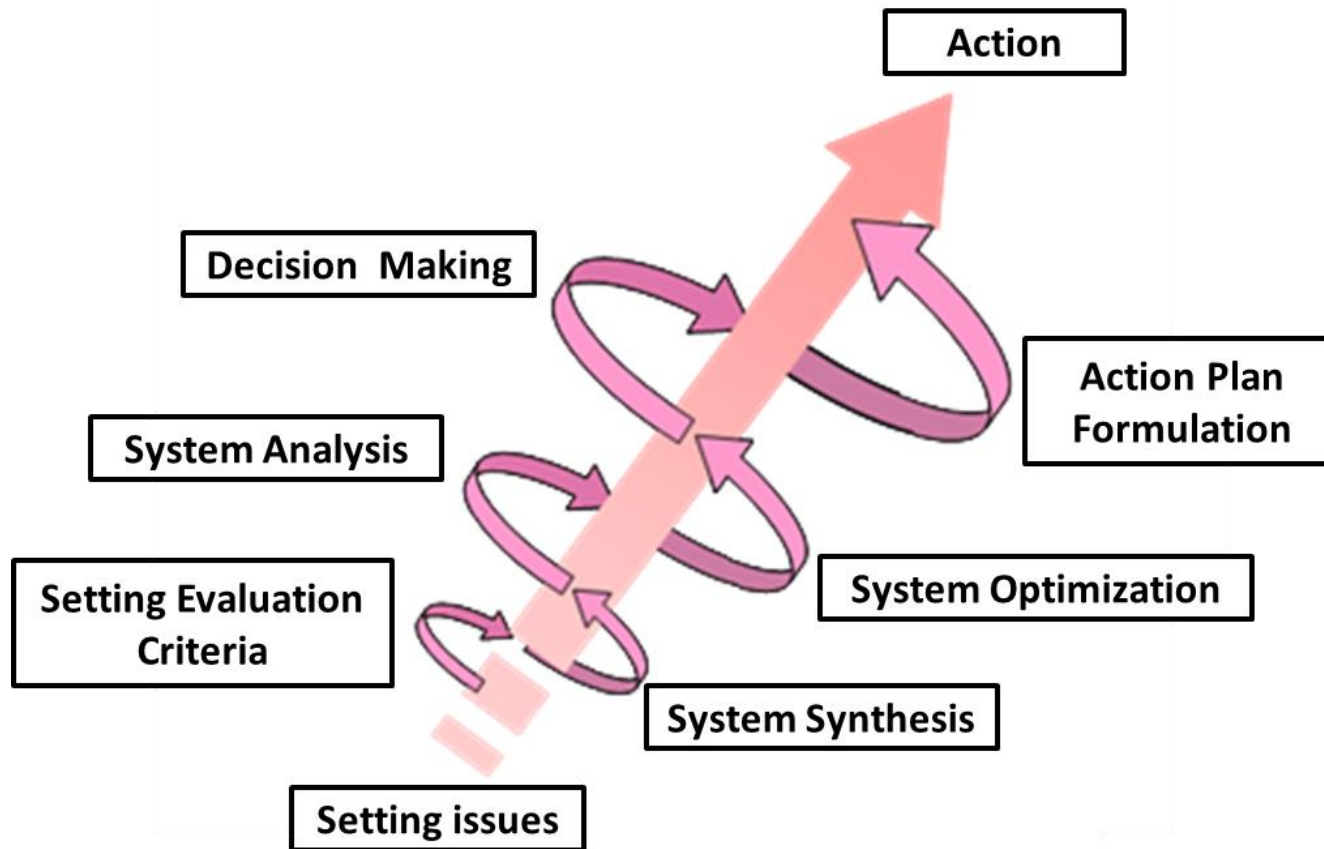 Action
Decision Making
Action Plan
Formulation
System Analysis
System Optimization
Setting Evaluation
Criteria
System Synthesis
Setting issues